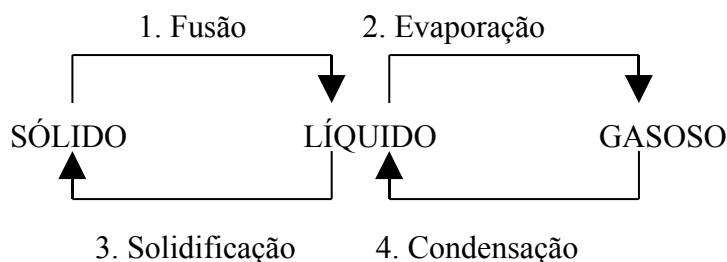 1. Fusão 2. Evaporação
SÓLIDO LÍQUIDO GASOSO
3. Solidificação 4. Condensação